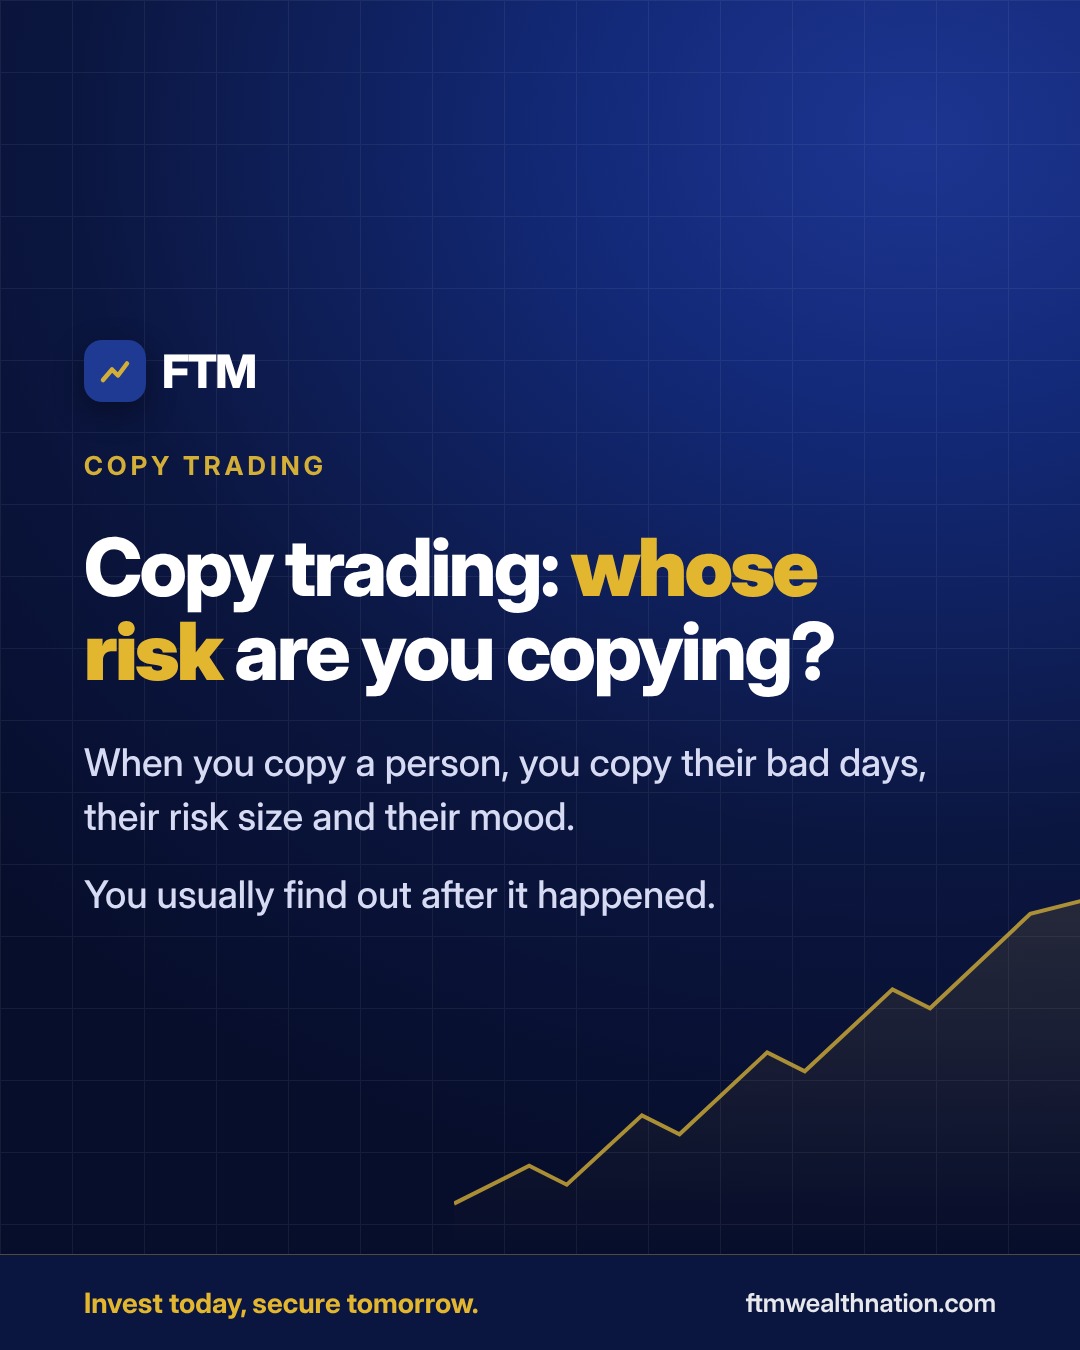 FTM
COPY TRADING
Copy trading: whose
risk are you copying?
When you copy a person, you copy their bad days,
their risk size and their mood.
You usually find out after it happened.
Invest today, secure tomorrow.
ftmwealthnation.com